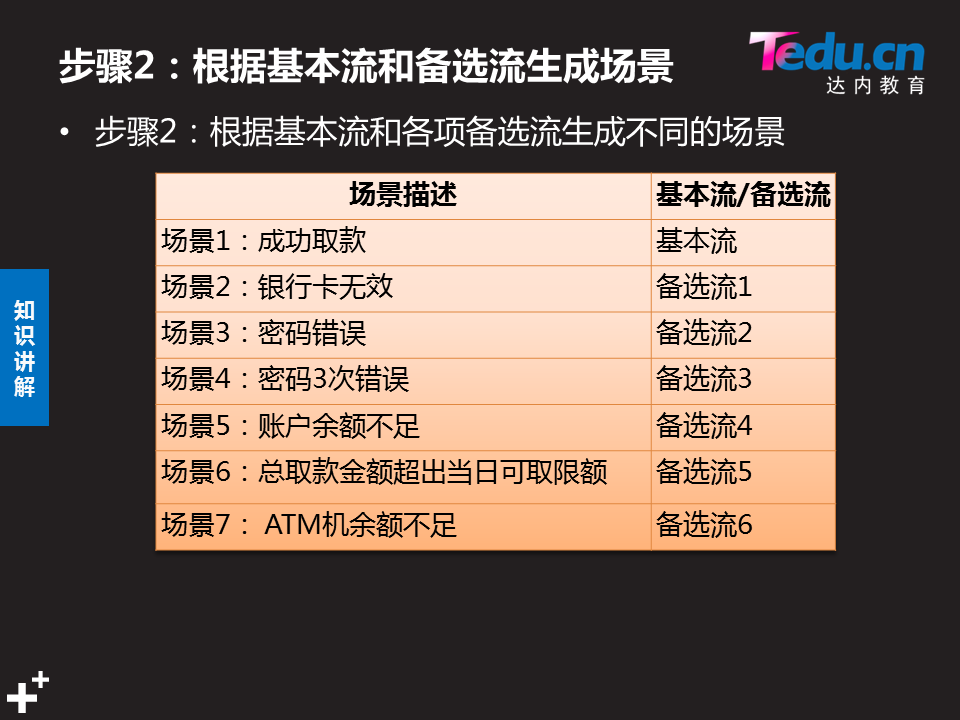 步骤2：根据基本流和备选流生成场景
Tedu.cn
达内教育
• 步骤2：根据基本流和各项备选流生成不同的场景
场景描述 基本流/备选流
场景1：成功取款 基本流
场景2：银行卡无效 备选流1
场景3：密码错误 备选流2
场景4：密码3次错误 备选流3
场景5：账户余额不足 备选流4
场景6：总取款金额超出当日可取限额 备选流5
场景7： ATM机余额不足 备选流6
知
识
讲
解